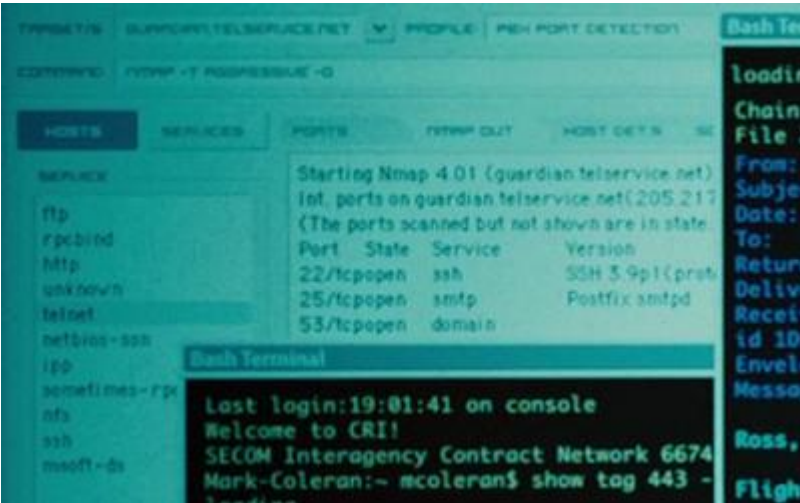 TARGET/S GUARDIAN.TELSERVICE.NET PROFILE PBX PORT DETECTION
COMMAND NMAP -T AGGRESSIVE -O
HOSTS SERVICES PORTS NMAP OUT HOST DETS
SERVICE
ftp
rpcbind
http
unknown
telnet
netbios-ssn
ipp
sometimes-rpc
nfs
ssh
msoft-ds
Starting Nmap 4.01 (guardian.telservice.net)
Int. ports on guardian.telservice.net(205.217
(The ports scanned but not shown are in state.
Port State Service Version
22/tcpopen ssh SSH 3.9p1(proto
25/tcpopen smtp Postfix smtpd
53/tcpopen domain
Bash Terminal
Last login:19:01:41 on console
Welcome to CRI!
SECOM Interagency Contract Network 6674
Mark-Coleran:~ mcoleran$ show tag 443 -
loading
Bash Te
loadin
Chain
File
From:
Subje
Date:
To:
Return
Deliv
Recei
id 1D
Envel
Messa
Ross,
Fligh